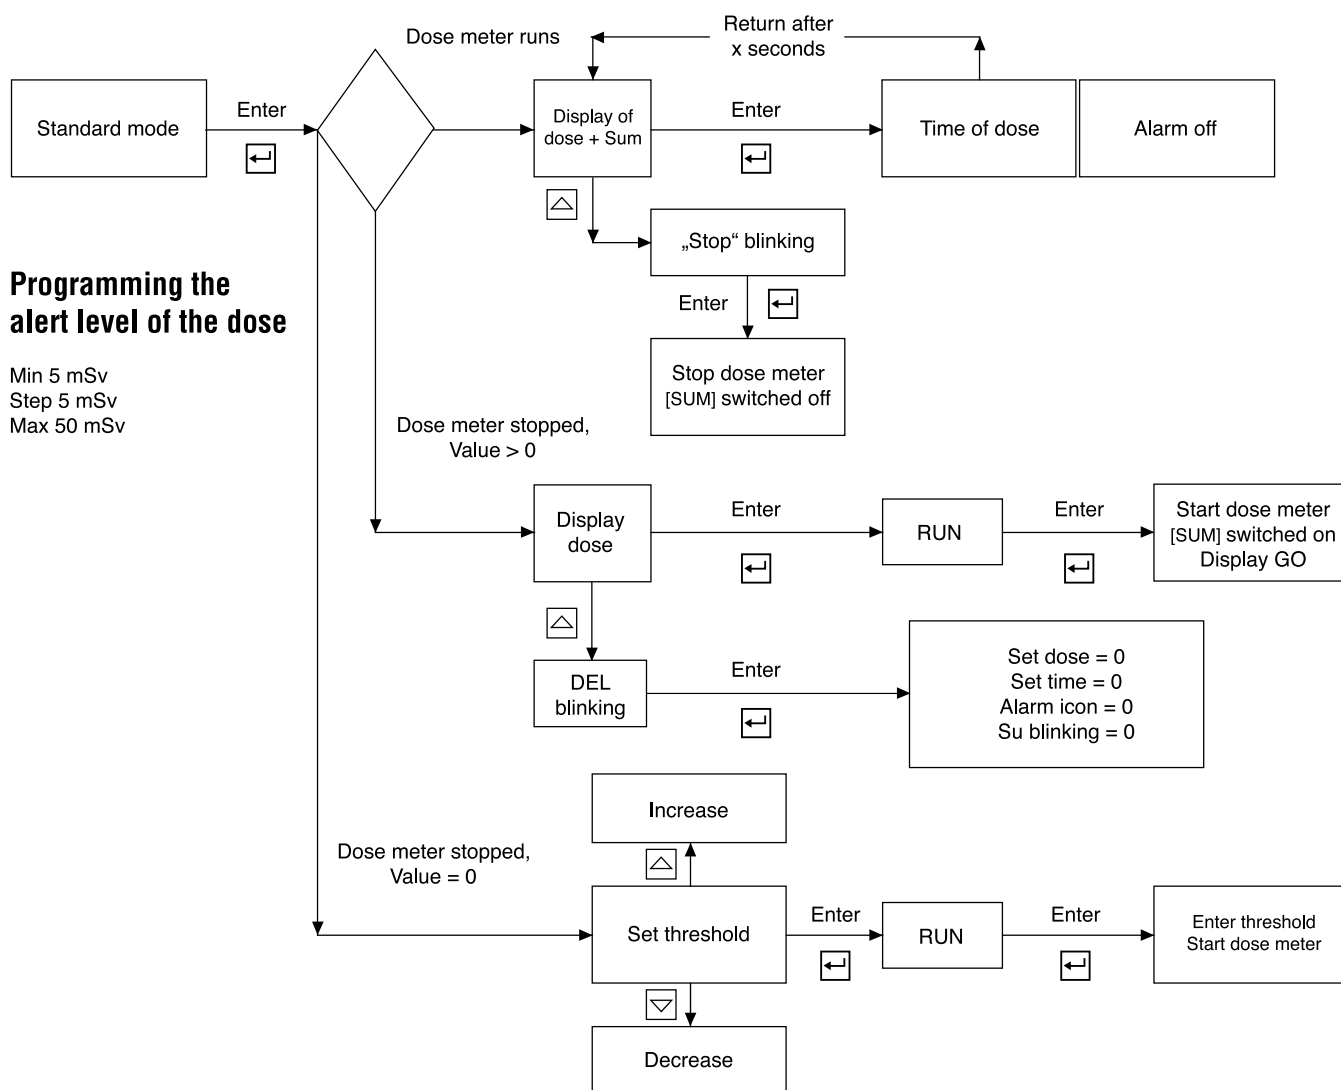 Dose meter runs
Return after
x seconds
Standard mode
Enter
Display of
dose + Sum
Enter
Time of dose
Alarm off
„Stop“ blinking
Enter
Stop dose meter
[SUM] switched off
Programming the
alert level of the dose
Min 5 mSv
Step 5 mSv
Max 50 mSv
Dose meter stopped,
Value > 0
Display
dose
Enter
RUN
Enter
Start dose meter
[SUM] switched on
Display GO
DEL
blinking
Enter
Set dose = 0
Set time = 0
Alarm icon = 0
Su blinking = 0
Dose meter stopped,
Value = 0
Increase
Set threshold
Enter
RUN
Enter
Enter threshold
Start dose meter
Decrease